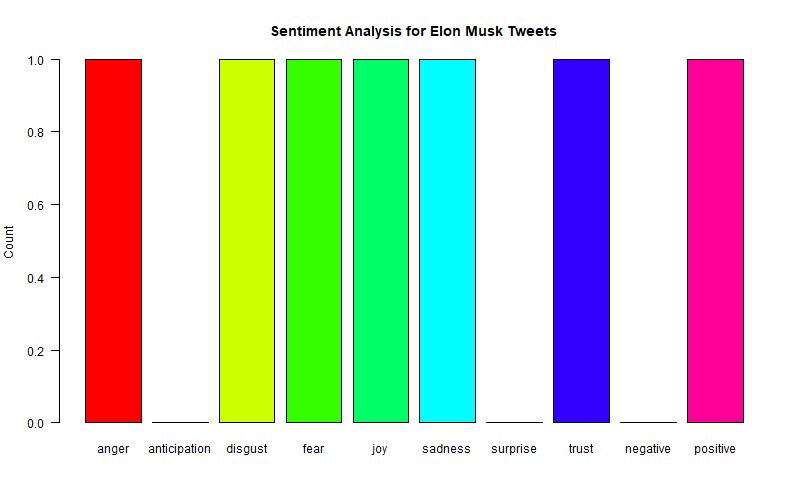 Sentiment Analysis for Elon Musk Tweets
1.0
0.8
0.6
0.4
0.2
0.0
Count
anger anticipation disgust fear joy sadness surprise trust negative positive